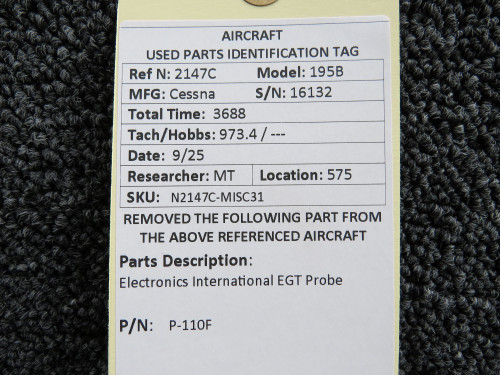 AIRCRAFT
USED PARTS IDENTIFICATION TAG
Ref N: 2147C Model: 195B
MFG: Cessna S/N: 16132
Total Time: 3688
Tach/Hobbs: 973.4 / ---
Date: 9/25
Researcher: MT Location: 575
SKU: N2147C-MISC31
REMOVED THE FOLLOWING PART FROM
THE ABOVE REFERENCED AIRCRAFT
Parts Description:
Electronics International EGT Probe
P/N: P-110F